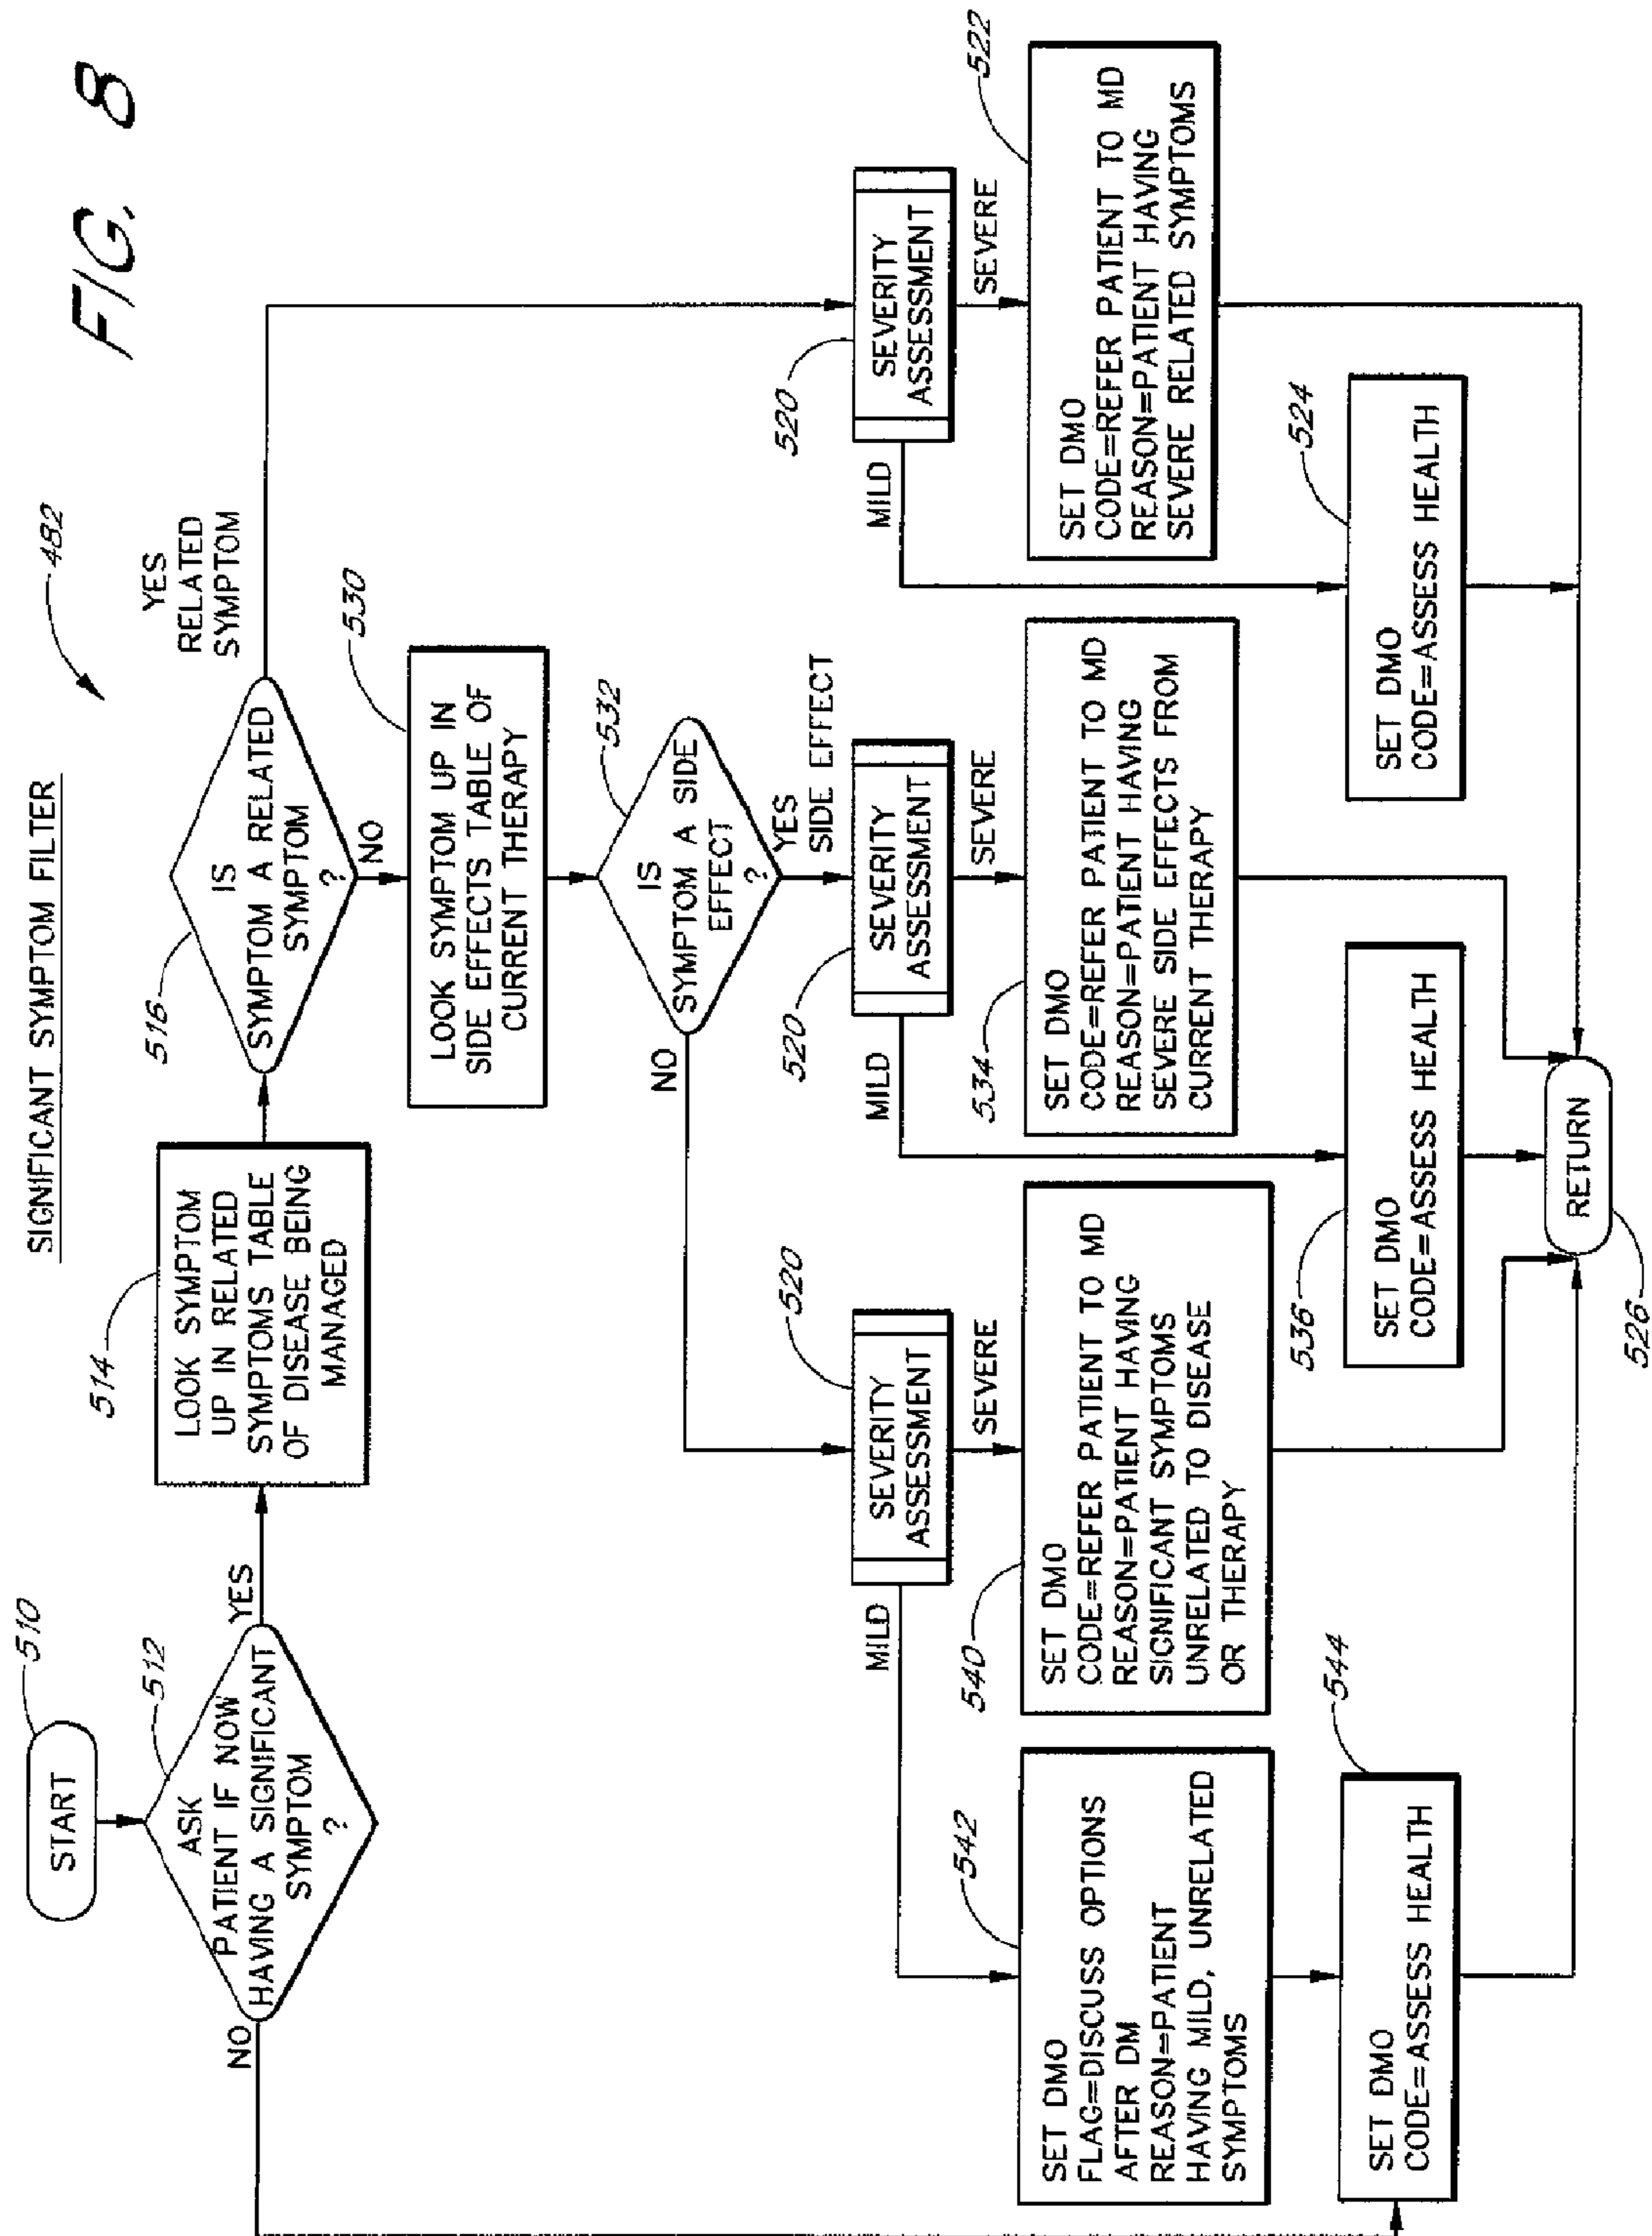 SIGNIFICANT SYMPTOM FILTER
FIG. 8
482
START
510
ASK
PATIENT IF NOW
HAVING A SIGNIFICANT
SYMPTOM
?
512
NO
YES
514
LOOK SYMPTOM
UP IN RELATED
SYMPTOMS TABLE
OF DISEASE BEING
MANAGED
516
IS
SYMPTOM A RELATED
SYMPTOM
?
YES
RELATED
SYMPTOM
NO
530
LOOK SYMPTOM UP IN
SIDE EFFECTS TABLE OF
CURRENT THERAPY
532
IS
SYMPTOM A SIDE
EFFECT
?
NO
YES
SIDE EFFECT
520
SEVERITY
ASSESSMENT
MILD
SEVERE
520
SEVERITY
ASSESSMENT
MILD
SEVERE
520
SEVERITY
ASSESSMENT
MILD
SEVERE
542
SET DMO
FLAG=DISCUSS OPTIONS
AFTER DM
REASON=PATIENT
HAVING MILD, UNRELATED
SYMPTOMS
540
SET DMO
CODE=REFER PATIENT TO MD
REASON=PATIENT HAVING
SIGNIFICANT SYMPTOMS
UNRELATED TO DISEASE
OR THERAPY
534
SET DMO
CODE=REFER PATIENT TO MD
REASON=PATIENT HAVING
SEVERE SIDE EFFECTS FROM
CURRENT THERAPY
522
SET DMO
CODE=REFER PATIENT TO MD
REASON=PATIENT HAVING
SEVERE RELATED SYMPTOMS
544
SET DMO
CODE=ASSESS HEALTH
536
SET DMO
CODE=ASSESS HEALTH
524
SET DMO
CODE=ASSESS HEALTH
RETURN
526